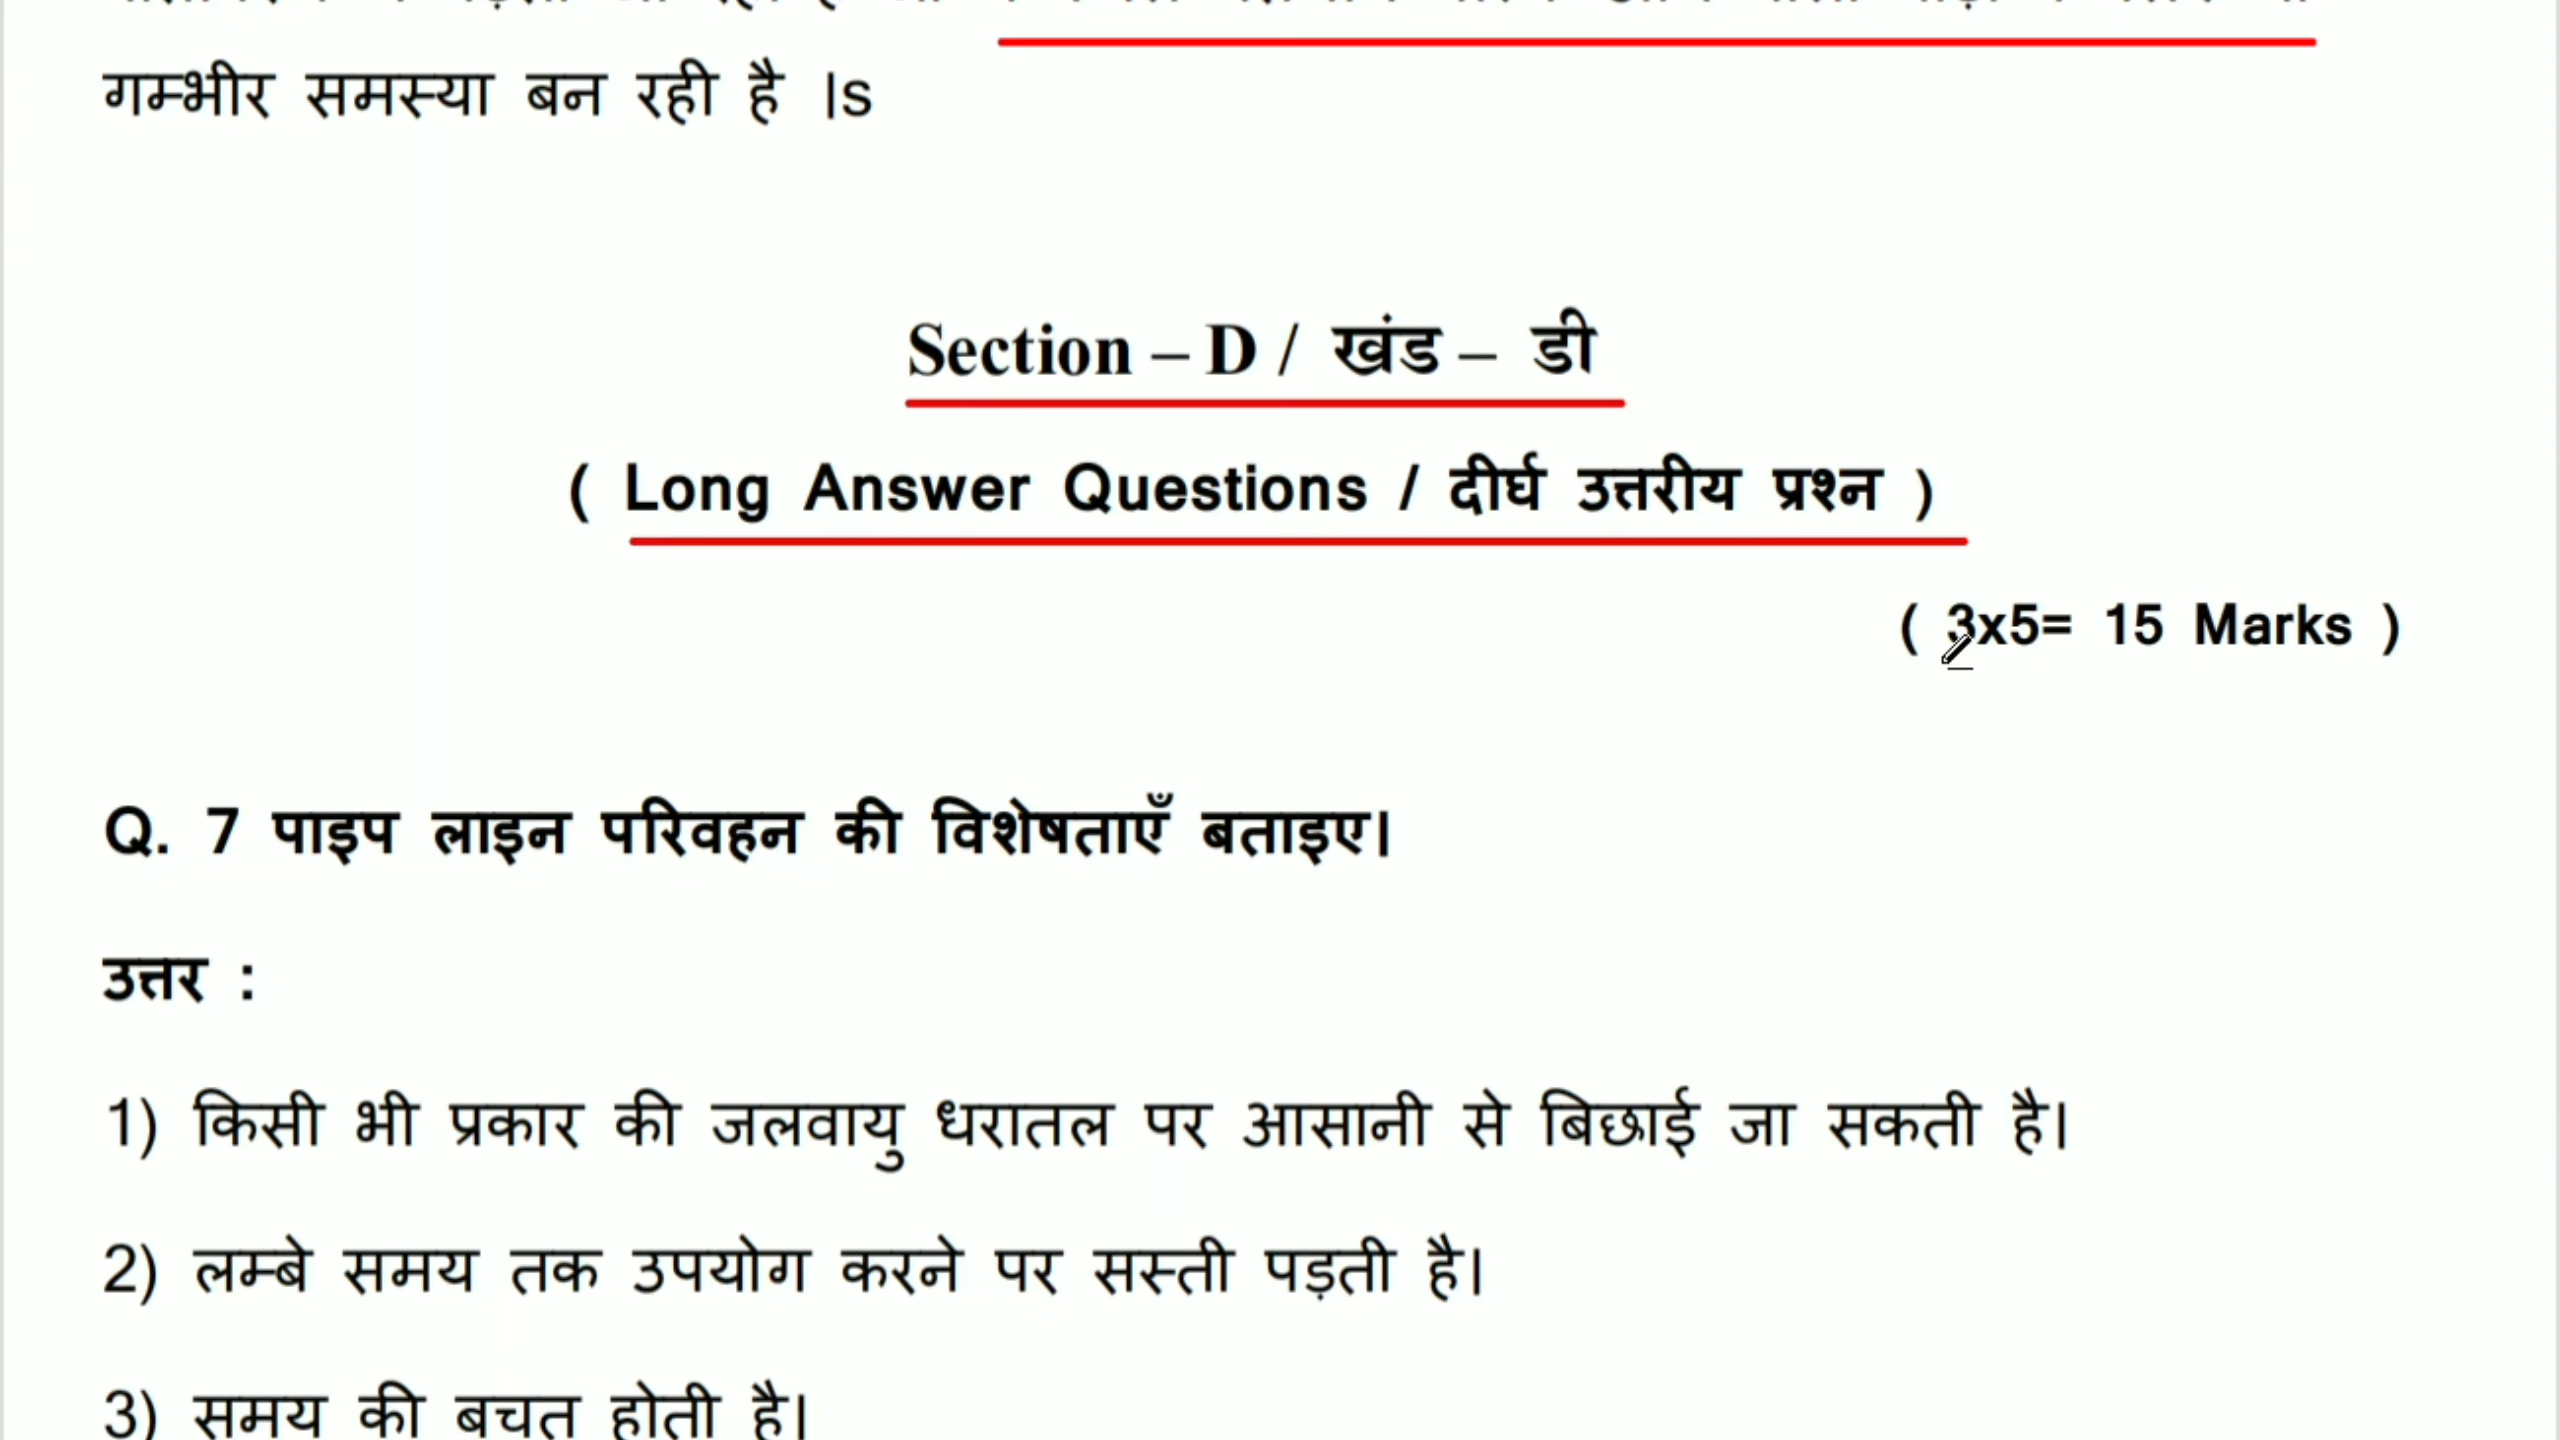 गम्भीर समस्या बन रही है ।s
Section – D / खंड – डी
( Long Answer Questions / दीर्घ उत्तरीय प्रश्न )
( 3x5= 15 Marks )
Q. 7 पाइप लाइन परिवहन की विशेषताएँ बताइए।
उत्तर :
1) किसी भी प्रकार की जलवायु धरातल पर आसानी से बिछाई जा सकती है।
2) लम्बे समय तक उपयोग करने पर सस्ती पड़ती है।
3) समय की बचत होती है।